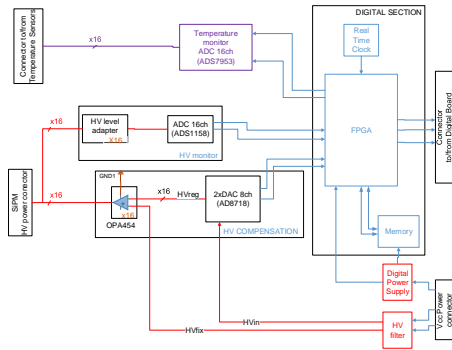 DIGITAL SECTION
Connector to/from
Temperature Sensors
x16
Temperature
monitor
ADC 16ch
(ADS7953)
Real
Time
Clock
FPGA
Connector
to/from Digital Board
x16
HV level
adapter
x16
ADC 16ch
(ADS1158)
HV monitor
SiPM
HV power conector
x16
GND1
x16
OPA454
x16
HVreg
2xDAC 8ch
(AD8718)
HV COMPENSATION
Memory
Digital
Power
Supply
Vcc Power
connector
HVin
HVfix
HV
filter